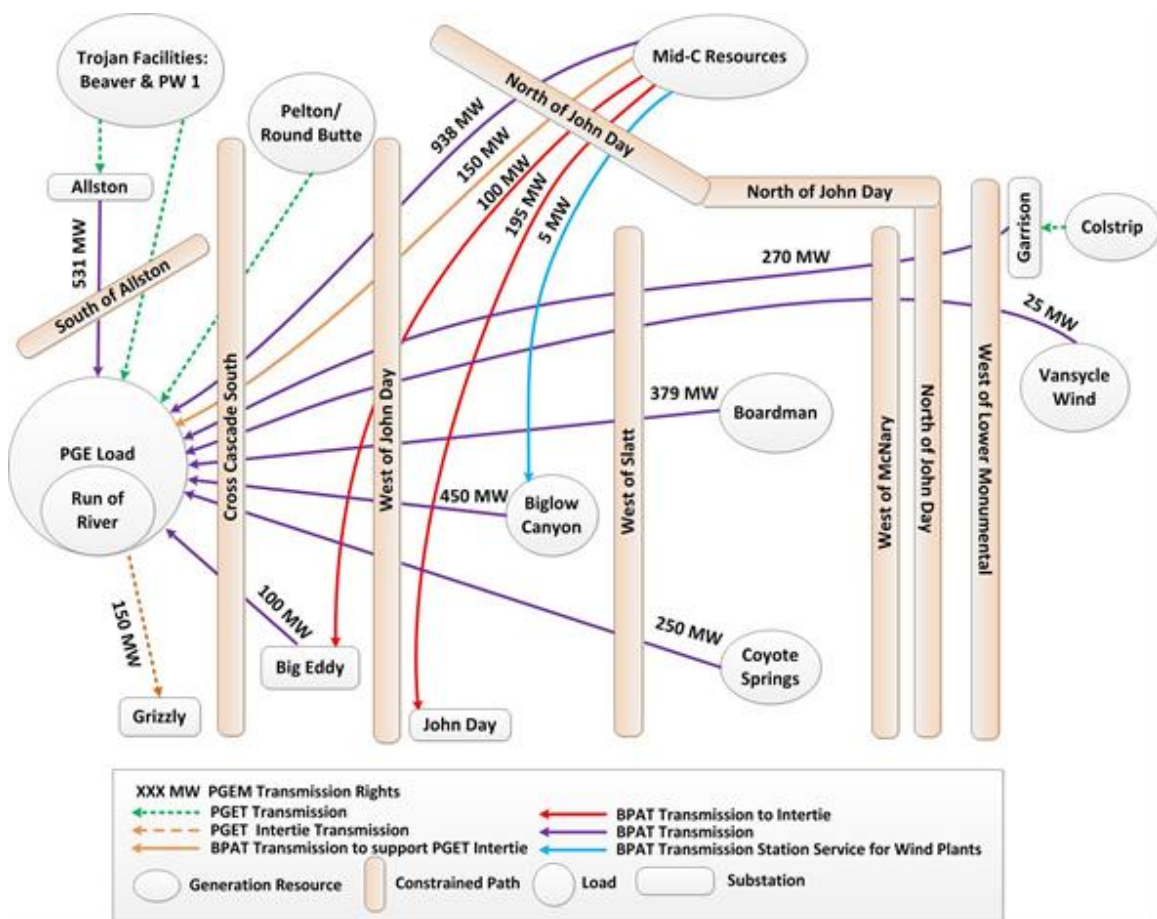 Trojan Facilities:
Beaver & PW 1
Mid-C Resources
Pelton/
Round Butte
North of John Day
938 MW
150 MW
100 MW
195 MW
5 MW
Allston
531 MW
South of Allston
North of John Day
Garrison
Colstrip
270 MW
25 MW
Vansycle
Wind
Cross Cascade South
West of John Day
West of Slatt
West of McNary
North of John Day
West of Lower Monumental
379 MW
Boardman
PGE Load
Run of
River
450 MW
Biglow
Canyon
150 MW
100 MW
Big Eddy
250 MW
Coyote
Springs
Grizzly
John Day
XXX MW PGEM Transmission Rights
PGET Transmission
PGET Intertie Transmission
BPAT Transmission to support PGET Intertie
BPAT Transmission to Intertie
BPAT Transmission
BPAT Transmission Station Service for Wind Plants
Generation Resource
Constrained Path
Load
Substation